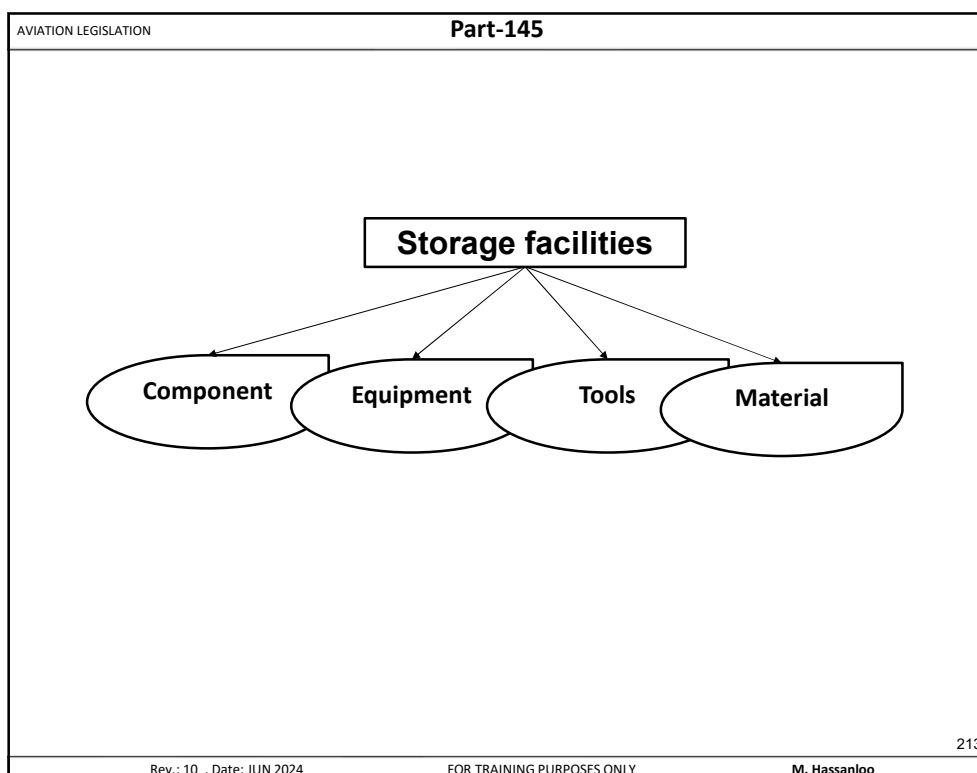 AVIATION LEGISLATION Part-145
Storage facilities
Component Equipment Tools Material
213
Rev.: 10 , Date: JUN 2024 FOR TRAINING PURPOSES ONLY M. Hassanloo